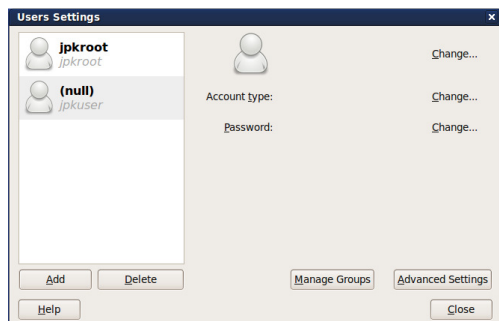 Users Settings
x
jpkroot
jpkroot
(null)
jpkuser
Change...
Account type:
Change...
Password:
Change...
Add
Delete
Manage Groups
Advanced Settings
Help
Close